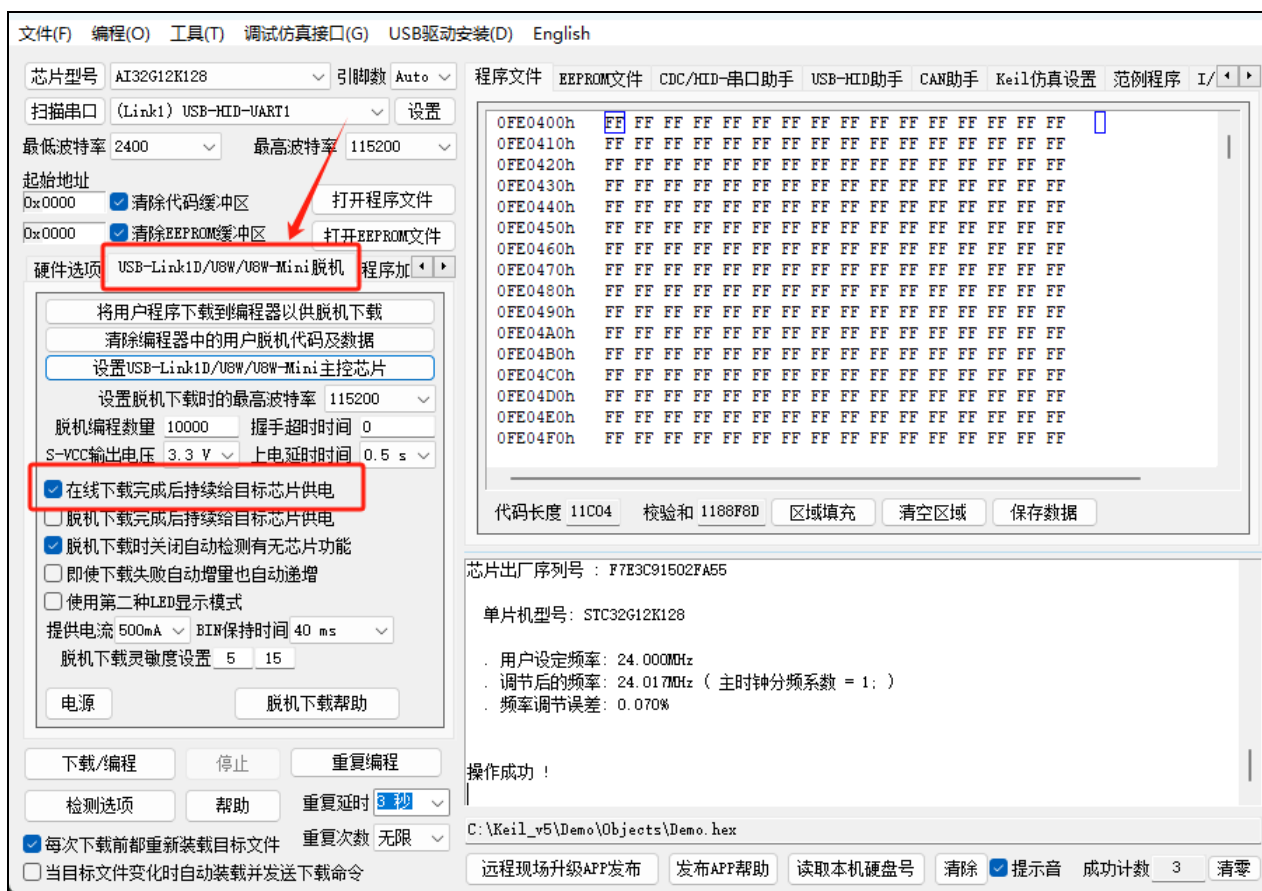 文件(F) 编程(O) 工具(T) 调试仿真接口(G) USB驱动安装(D) English
芯片型号 AI32G12K128 引脚数 Auto
扫描串口 (Link1) USB-HID-UART1 设置
最低波特率 2400 最高波特率 115200
起始地址
0x0000 清除代码缓冲区 打开程序文件
0x0000 清除EEPROM缓冲区 打开EEPROM文件
硬件选项 USB-Link1D/U8W/U8W-Mini脱机 程序加
将用户程序下载到编程器以供脱机下载
清除编程器中的用户脱机代码及数据
设置USB-Link1D/U8W/U8W-Mini主控芯片
设置脱机下载时的最高波特率 115200
脱机编程数量 10000 握手超时时间 0
S-VCC输出电压 3.3 V 上电延时时间 0.5 s
在线下载完成后持续给目标芯片供电
脱机下载完成后持续给目标芯片供电
脱机下载时关闭自动检测有无芯片功能
即使下载失败自动增量也自动递增
使用第二种LED显示模式
提供电流 500mA BIN保持时间 40 ms
脱机下载灵敏度设置 5 15
电源 脱机下载帮助
下载/编程 停止 重复编程
检测选项 帮助 重复延时 3 秒
每次下载前都重新装载目标文件 重复次数 无限
当目标文件变化时自动装载并发送下载命令
程序文件 EEPROM文件 CDC/HID-串口助手 USB-HID助手 CAN助手 Keil仿真设置 范例程序 I/
0FE0400h FF FF FF FF FF FF FF FF FF FF FF FF FF FF FF FF
0FE0410h FF FF FF FF FF FF FF FF FF FF FF FF FF FF FF FF
0FE0420h FF FF FF FF FF FF FF FF FF FF FF FF FF FF FF FF
0FE0430h FF FF FF FF FF FF FF FF FF FF FF FF FF FF FF FF
0FE0440h FF FF FF FF FF FF FF FF FF FF FF FF FF FF FF FF
0FE0450h FF FF FF FF FF FF FF FF FF FF FF FF FF FF FF FF
0FE0460h FF FF FF FF FF FF FF FF FF FF FF FF FF FF FF FF
0FE0470h FF FF FF FF FF FF FF FF FF FF FF FF FF FF FF FF
0FE0480h FF FF FF FF FF FF FF FF FF FF FF FF FF FF FF FF
0FE0490h FF FF FF FF FF FF FF FF FF FF FF FF FF FF FF FF
0FE04A0h FF FF FF FF FF FF FF FF FF FF FF FF FF FF FF FF
0FE04B0h FF FF FF FF FF FF FF FF FF FF FF FF FF FF FF FF
0FE04C0h FF FF FF FF FF FF FF FF FF FF FF FF FF FF FF FF
0FE04D0h FF FF FF FF FF FF FF FF FF FF FF FF FF FF FF FF
0FE04E0h FF FF FF FF FF FF FF FF FF FF FF FF FF FF FF FF
0FE04F0h FF FF FF FF FF FF FF FF FF FF FF FF FF FF FF FF
代码长度 11C04 校验和 1188F8D 区域填充 清空区域 保存数据
芯片出厂序列号 : F7E3C91502FA55
单片机型号: STC32G12K128
. 用户设定频率: 24.000MHz
. 调节后的频率: 24.017MHz ( 主时钟分频系数 = 1; )
. 频率调节误差: 0.070%
操作成功 !
C:\Keil_v5\Demo\Objects\Demo.hex
远程现场升级APP发布 发布APP帮助 读取本机硬盘号 清除 提示音 成功计数 3 清零